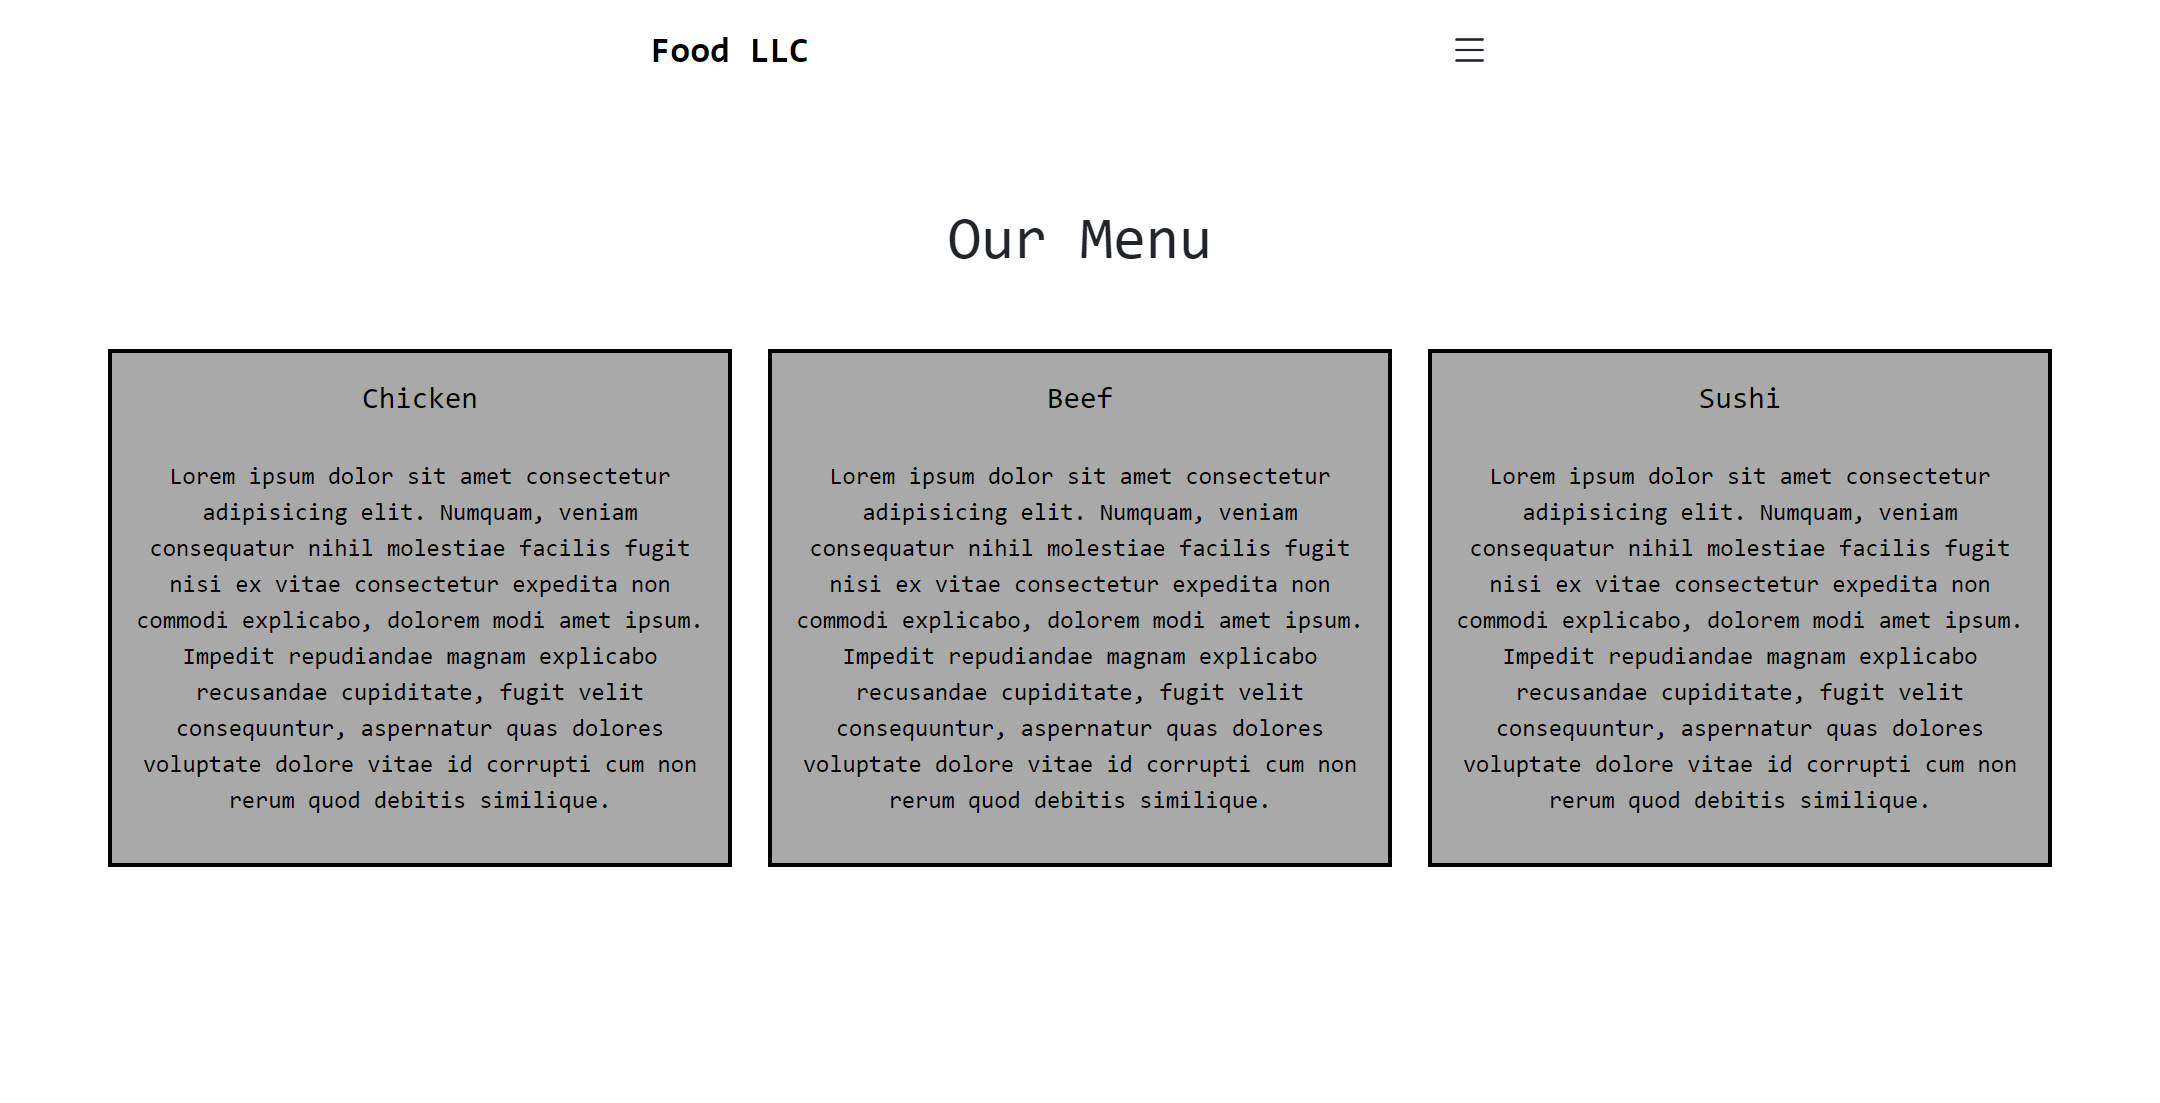 Food LLC
Our Menu
Chicken
Lorem ipsum dolor sit amet consectetur
adipisicing elit. Numquam, veniam
consequatur nihil molestiae facilis fugit
nisi ex vitae consectetur expedita non
commodi explicabo, dolorem modi amet ipsum.
Impedit repudiandae magnam explicabo
recusandae cupiditate, fugit velit
consequuntur, aspernatur quas dolores
voluptate dolore vitae id corrupti cum non
rerum quod debitis similique.
Beef
Lorem ipsum dolor sit amet consectetur
adipisicing elit. Numquam, veniam
consequatur nihil molestiae facilis fugit
nisi ex vitae consectetur expedita non
commodi explicabo, dolorem modi amet ipsum.
Impedit repudiandae magnam explicabo
recusandae cupiditate, fugit velit
consequuntur, aspernatur quas dolores
voluptate dolore vitae id corrupti cum non
rerum quod debitis similique.
Sushi
Lorem ipsum dolor sit amet consectetur
adipisicing elit. Numquam, veniam
consequatur nihil molestiae facilis fugit
nisi ex vitae consectetur expedita non
commodi explicabo, dolorem modi amet ipsum.
Impedit repudiandae magnam explicabo
recusandae cupiditate, fugit velit
consequuntur, aspernatur quas dolores
voluptate dolore vitae id corrupti cum non
rerum quod debitis similique.